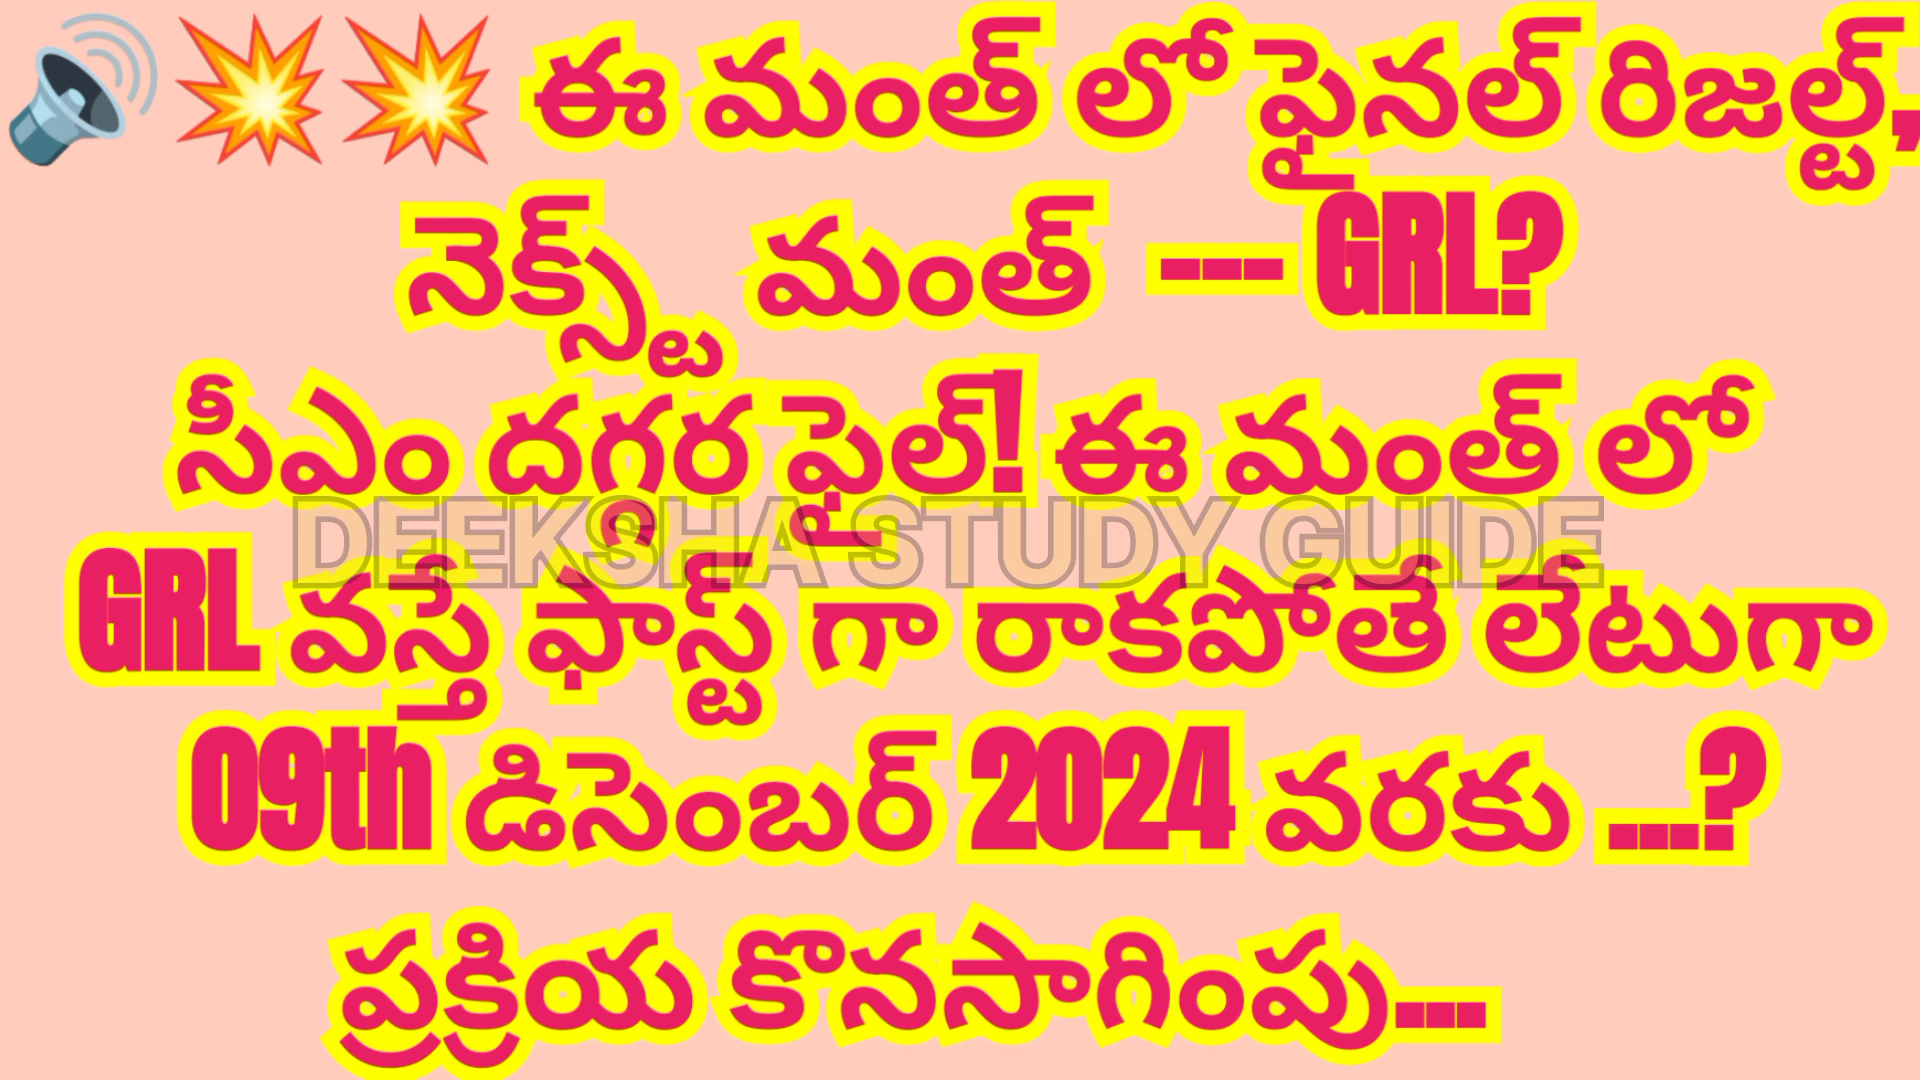 🔊💥💥 ఈ మంత్ లో ఫైనల్ రిజల్ట్,
నెక్స్ట్ మంత్ --- GRL?
సీఎం దగ్గర ఫైల్! ఈ మంత్ లో
DEEKSHA STUDY GUIDE
GRL వస్తే ఫాస్ట్ గా రాకపోతే లేటుగా
09th డిసెంబర్ 2024 వరకు ...?
ప్రక్రియ కొనసాగింపు...